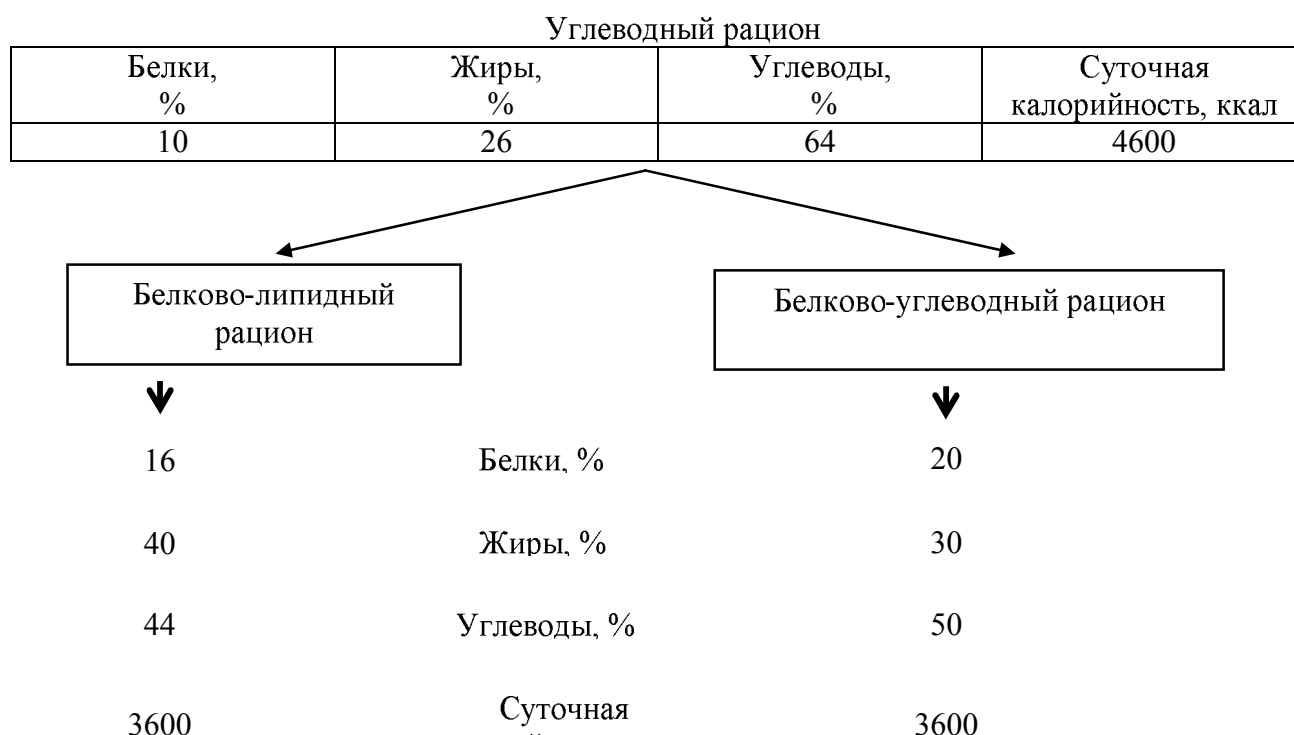 Углеводный рацион
Белки, % Жиры, % Углеводы, % Суточная калорийность, ккал
10 26 64 4600
Белково-липидный
рацион
Белково-углеводный рацион
16 Белки, % 20
40 Жиры, % 30
44 Углеводы, % 50
3600 Суточная 3600